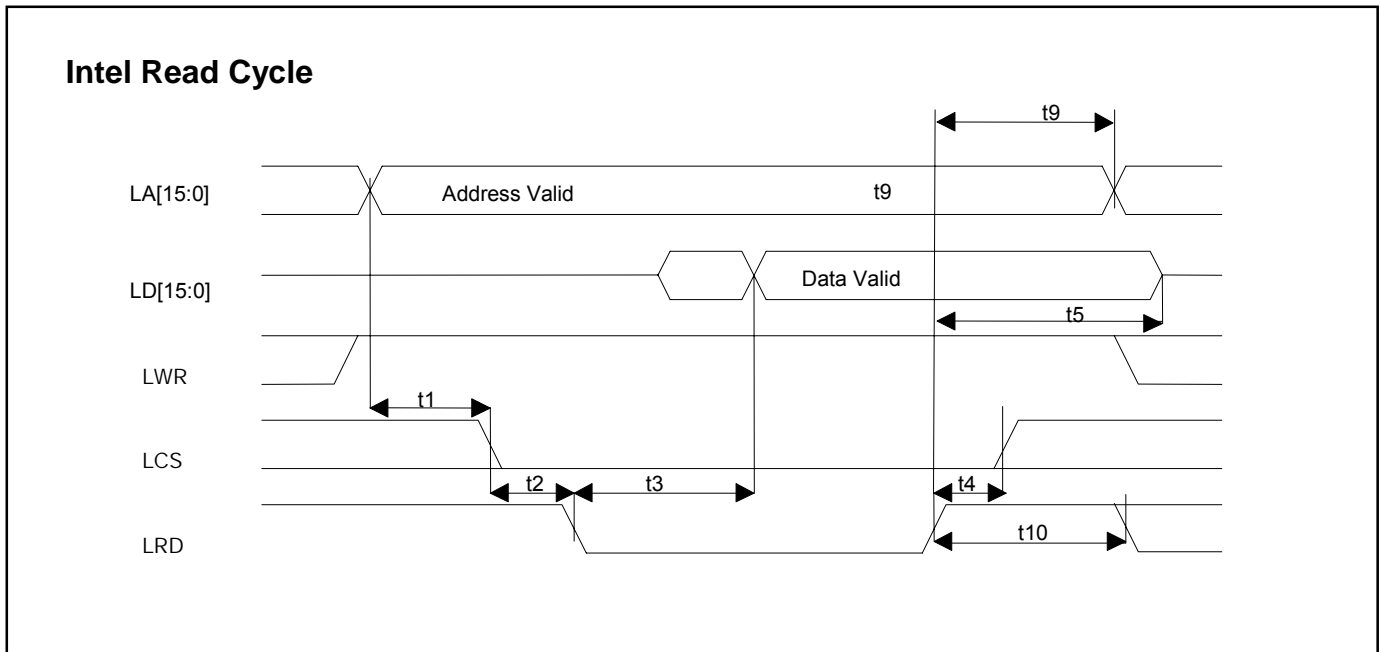 Intel Read Cycle
t9
LA[15:0]
Address Valid
t9
LD[15:0]
Data Valid
t5
LWR
t1
LCS
t2
t3
t4
LRD
t10